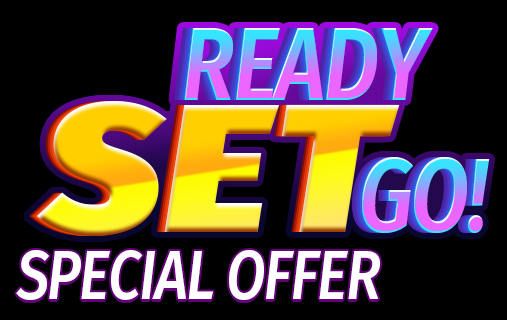 READY
SET
GO!
SPECIAL OFFER